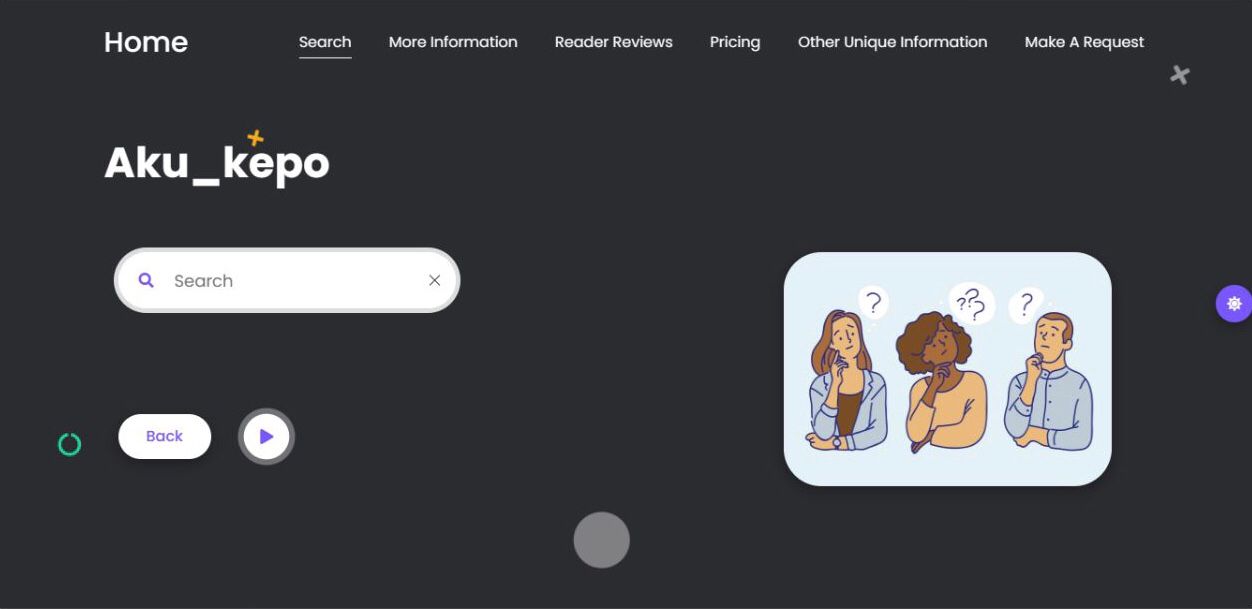 Home Search More Information Reader Reviews Pricing Other Unique Information Make A Request
Aku_kepo
Search
Back
? ??? ?